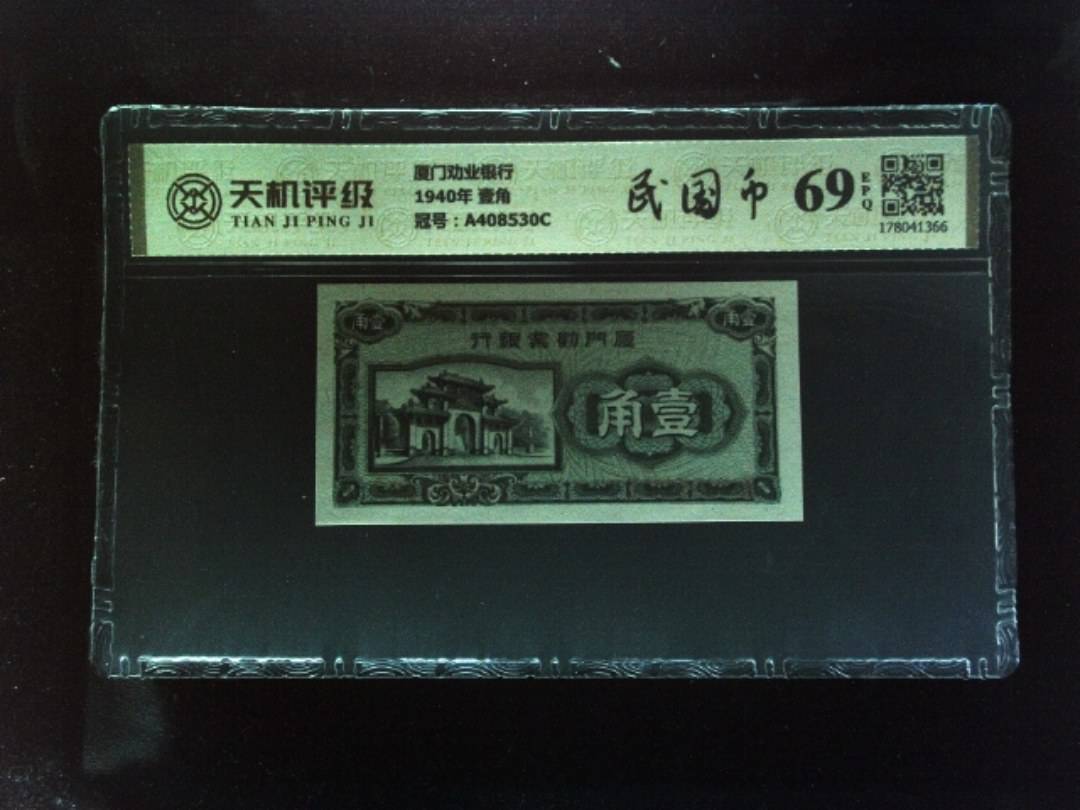 天机评级
TIAN JI PING JI
厦门劝业银行
1940年 壹角
冠号：A408530C
民国币
69
EPQ
178041366
壹角
壹角
行銀業勸門廈
角壹